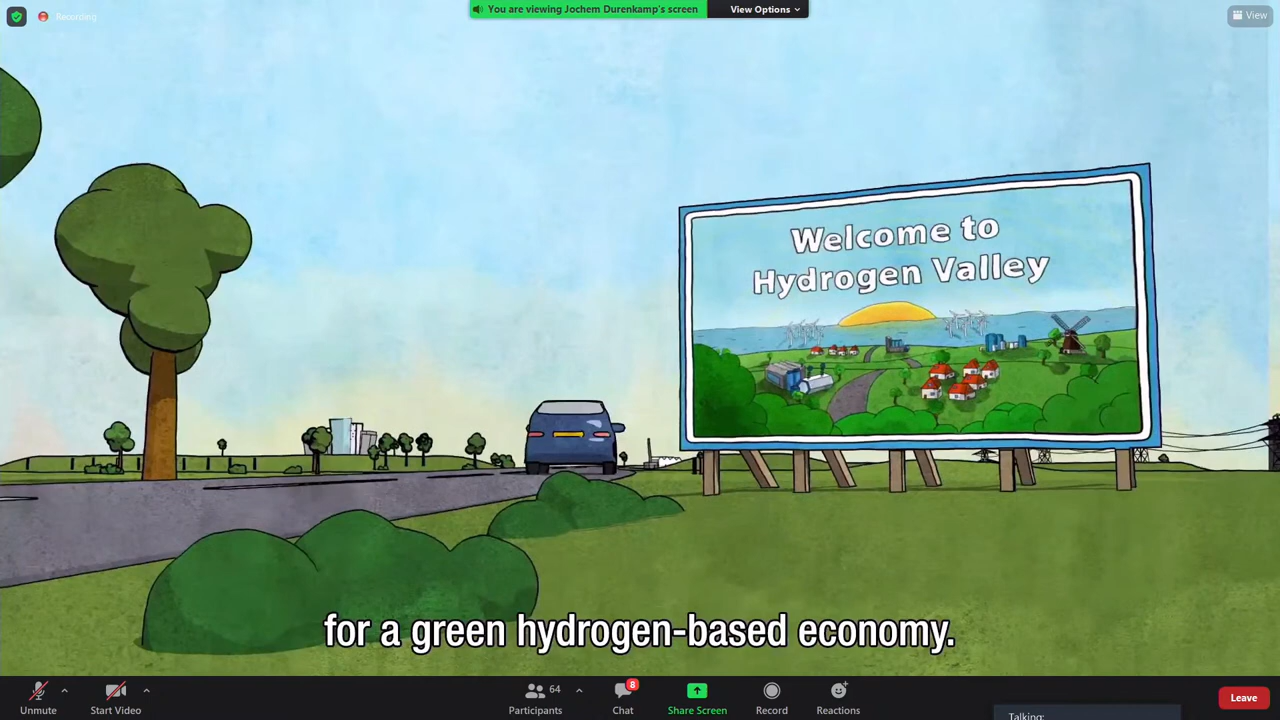 Recording
You are viewing Jochem Durenkamp's screen
View Options
View
Welcome to
Hydrogen Valley
for a green hydrogen-based economy.
Unmute
Start Video
64
Participants
8
Chat
Share Screen
Record
Reactions
Talking:
Leave